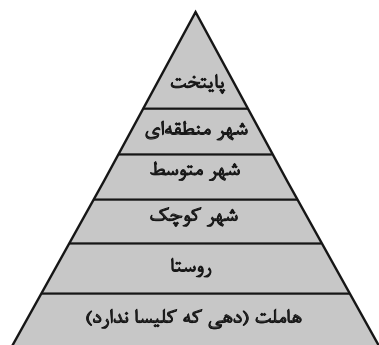 پایتخت
شهر منطقه‌ای
شهر متوسط
شهر کوچک
روستا
هاملت (دهی که کلیسا ندارد)